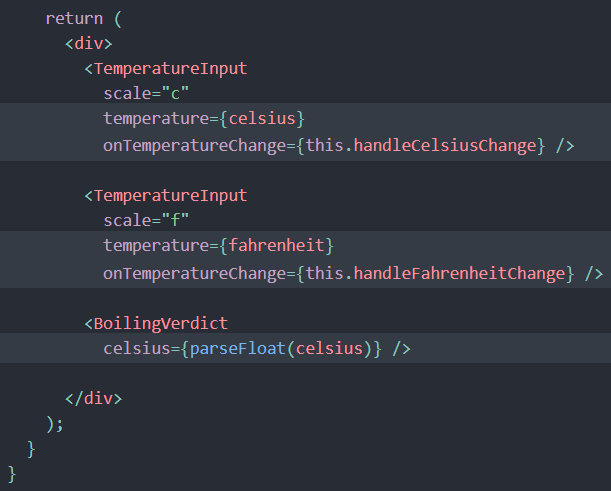 return (
      <div>
        <TemperatureInput
          scale="c"
          temperature={celsius}
          onTemperatureChange={this.handleCelsiusChange} />

        <TemperatureInput
          scale="f"
          temperature={fahrenheit}
          onTemperatureChange={this.handleFahrenheitChange} />

        <BoilingVerdict
          celsius={parseFloat(celsius)} />

      </div>
    );
  }
}